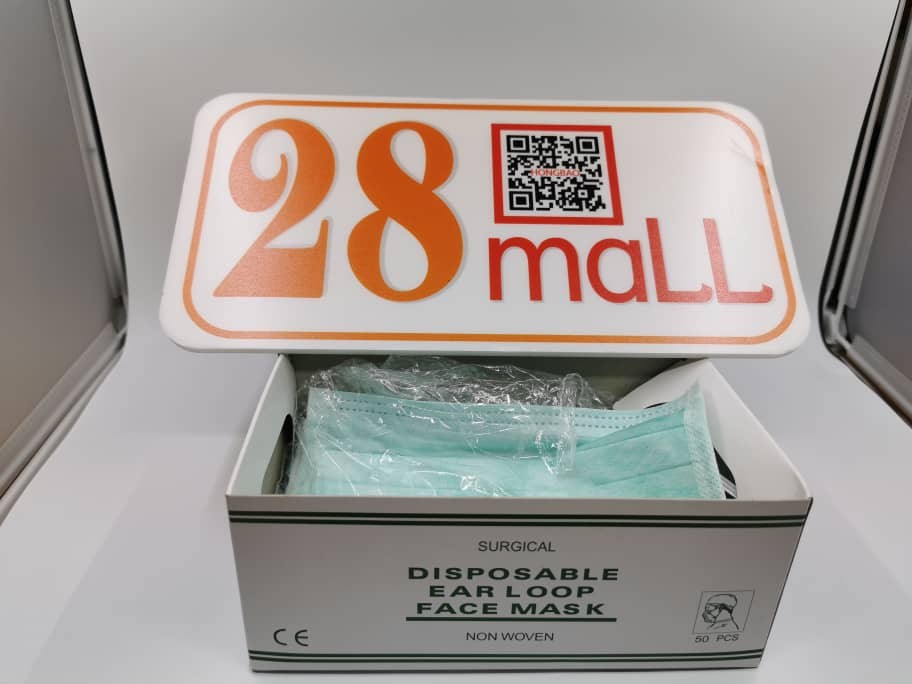 28
HONGBAO
maLL
SURGICAL
DISPOSABLE
EAR LOOP
FACE MASK
NON WOVEN
CE
50 PCS